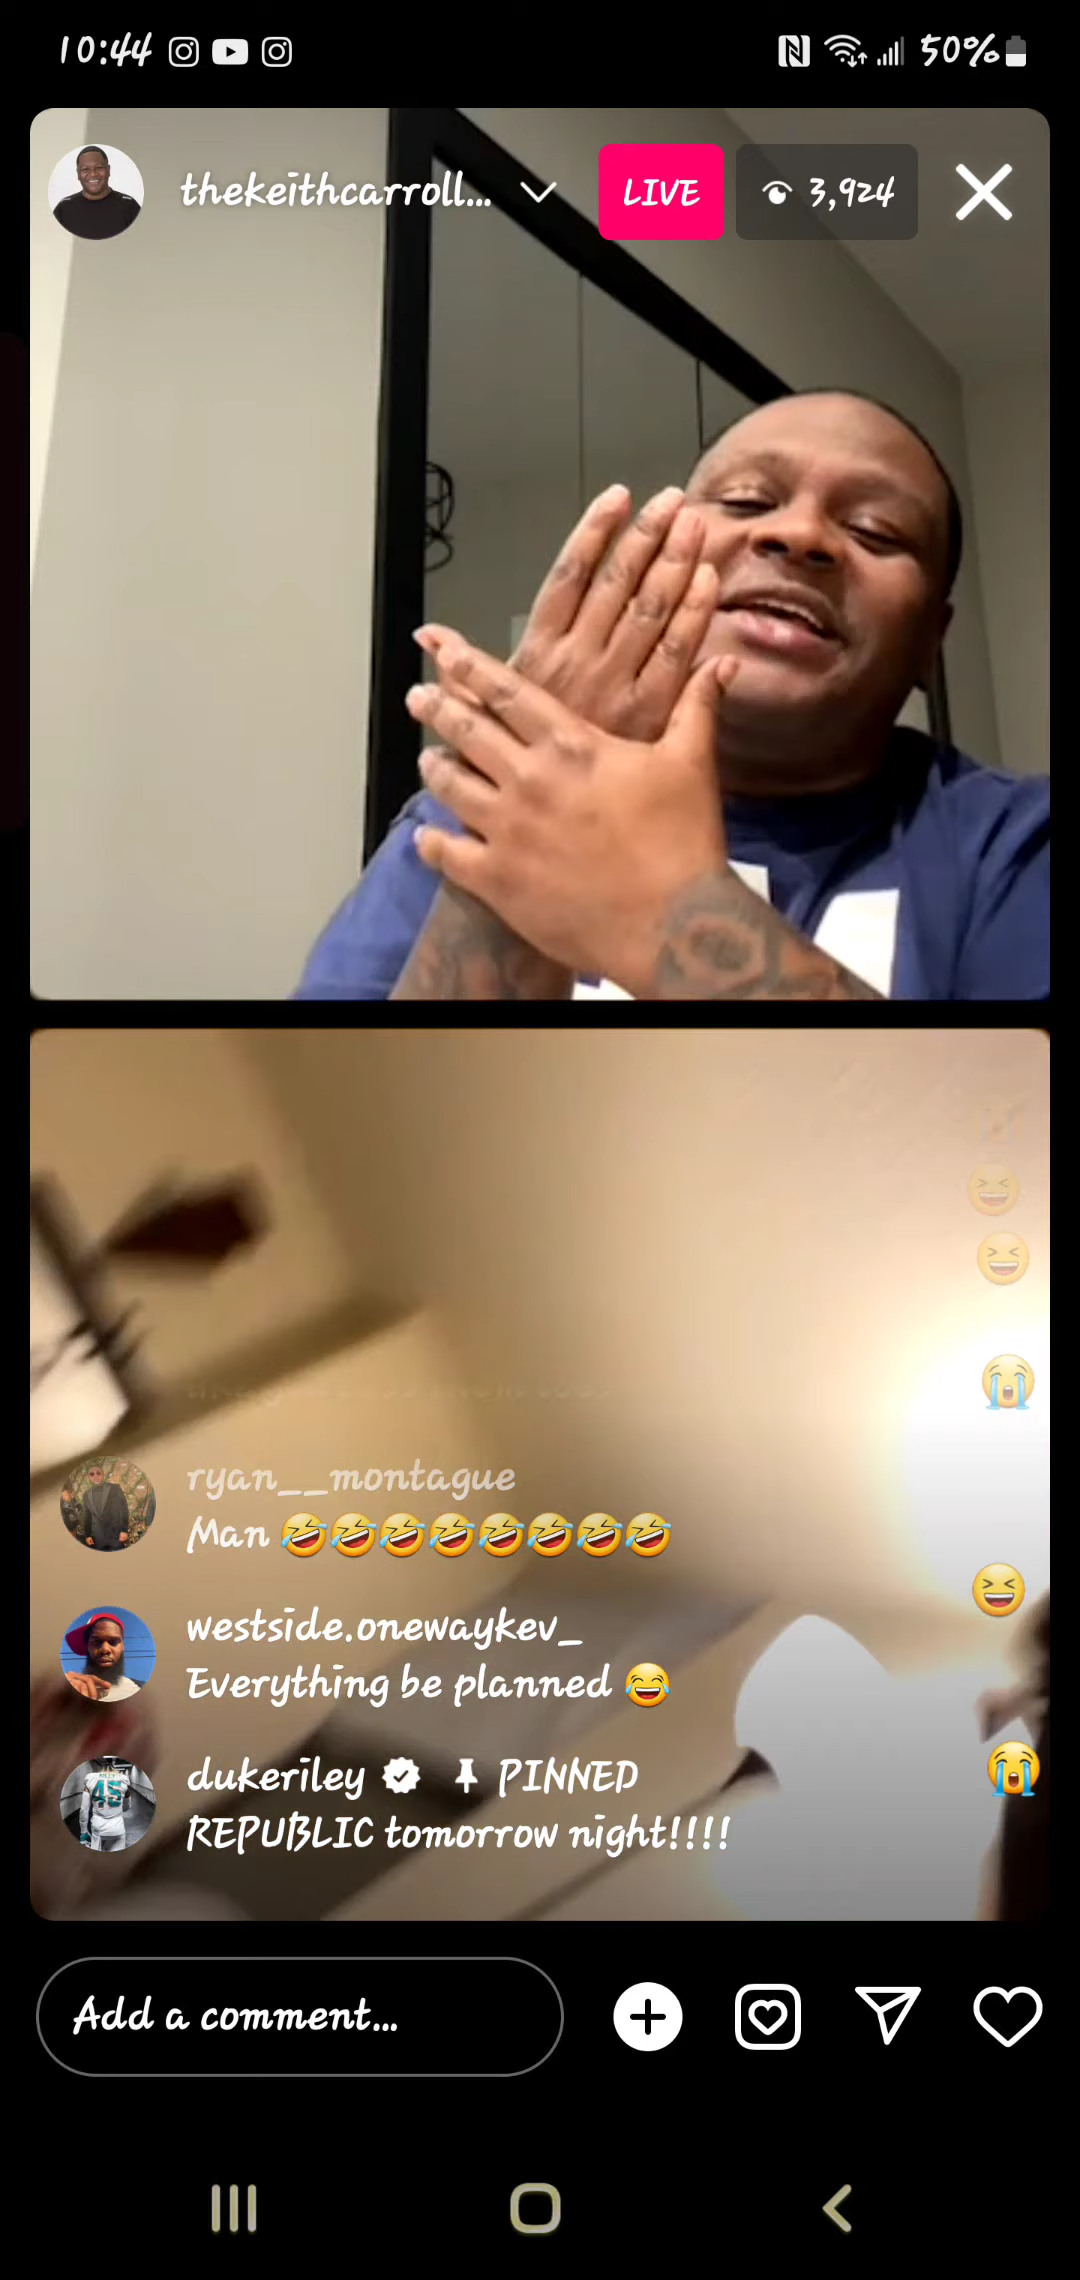 10:44 50%
thekeithcarroll... LIVE 3,924
ryan__montague
Man 🤣🤣🤣🤣🤣🤣🤣🤣
westside.onewaykev_
Everything be planned 😂
dukeriley PINNED
REPUBLIC tomorrow night!!!!
Add a comment...